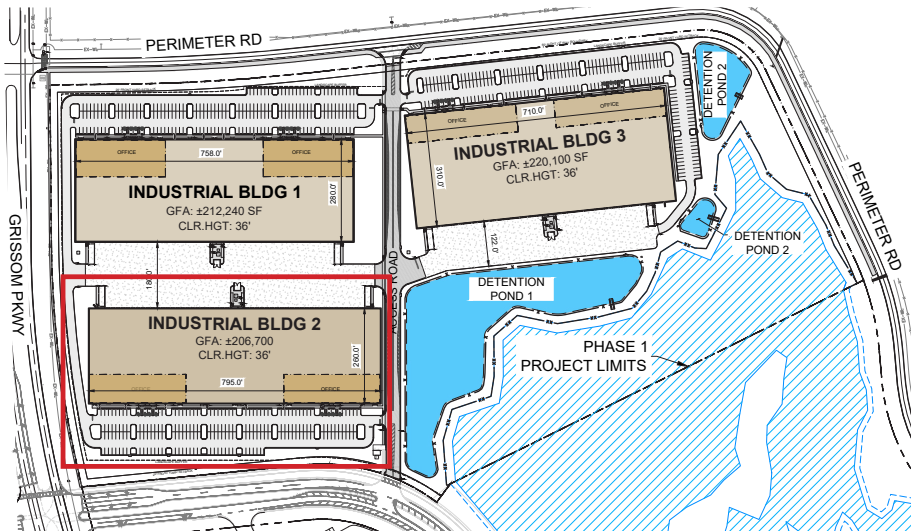 PERIMETER RD
DETENTION
POND 2
OFFICE
758.0'
OFFICE
INDUSTRIAL BLDG 1
GFA: ±212,240 SF
CLR.HGT: 36'
280.0'
OFFICE
710.0'
OFFICE
INDUSTRIAL BLDG 3
GFA: ±220,100 SF
CLR.HGT: 36'
310.0'
PERIMETER RD
GRISSOM PKWY
180.0'
122.0'
ACCESS ROAD
DETENTION
POND 2
DETENTION
POND 1
INDUSTRIAL BLDG 2
GFA: ±206,700
CLR.HGT: 36'
260.0'
OFFICE
795.0'
OFFICE
PHASE 1
PROJECT LIMITS